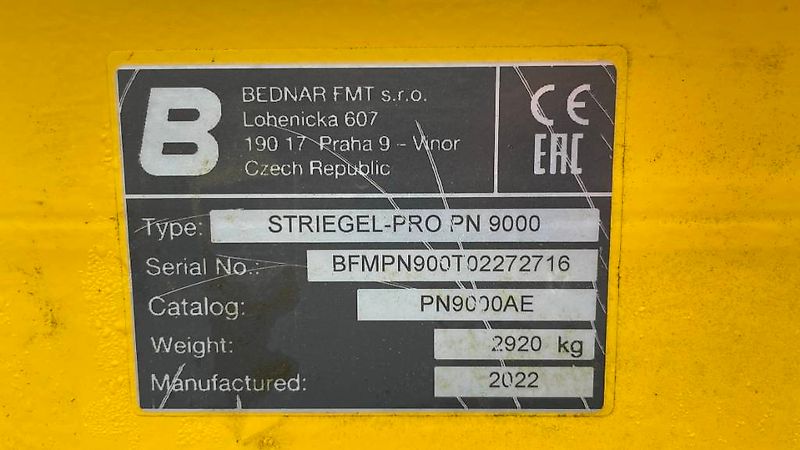 B
BEDNAR FMT s.r.o.
Lohenicka 607
190 17 Praha 9 - Vinor
Czech Republic
CE
EAC
Type: STRIEGEL-PRO PN 9000
Serial No.: BFMPN900T02272716
Catalog: PN9000AE
Weight: 2920 kg
Manufactured: 2022